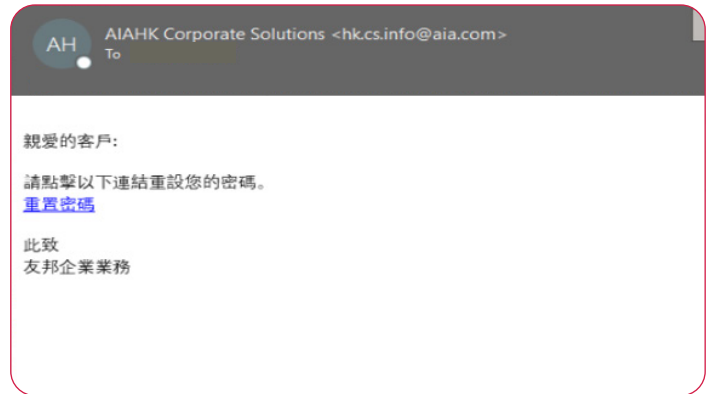 AH
AIAHK Corporate Solutions <hk.cs.info@aia.com>
To
親愛的客戶:
請點擊以下連結重設您的密碼。
重置密碼
此致
友邦企業業務